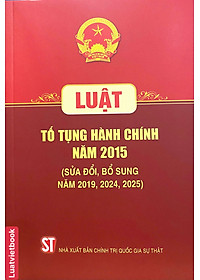 LUẬT
TỐ TỤNG HÀNH CHÍNH
NĂM 2015
(SỬA ĐỔI, BỔ SUNG
NĂM 2019, 2024, 2025)
ST
NHÀ XUẤT BẢN CHÍNH TRỊ QUỐC GIA SỰ THẬT
Luatvietbook